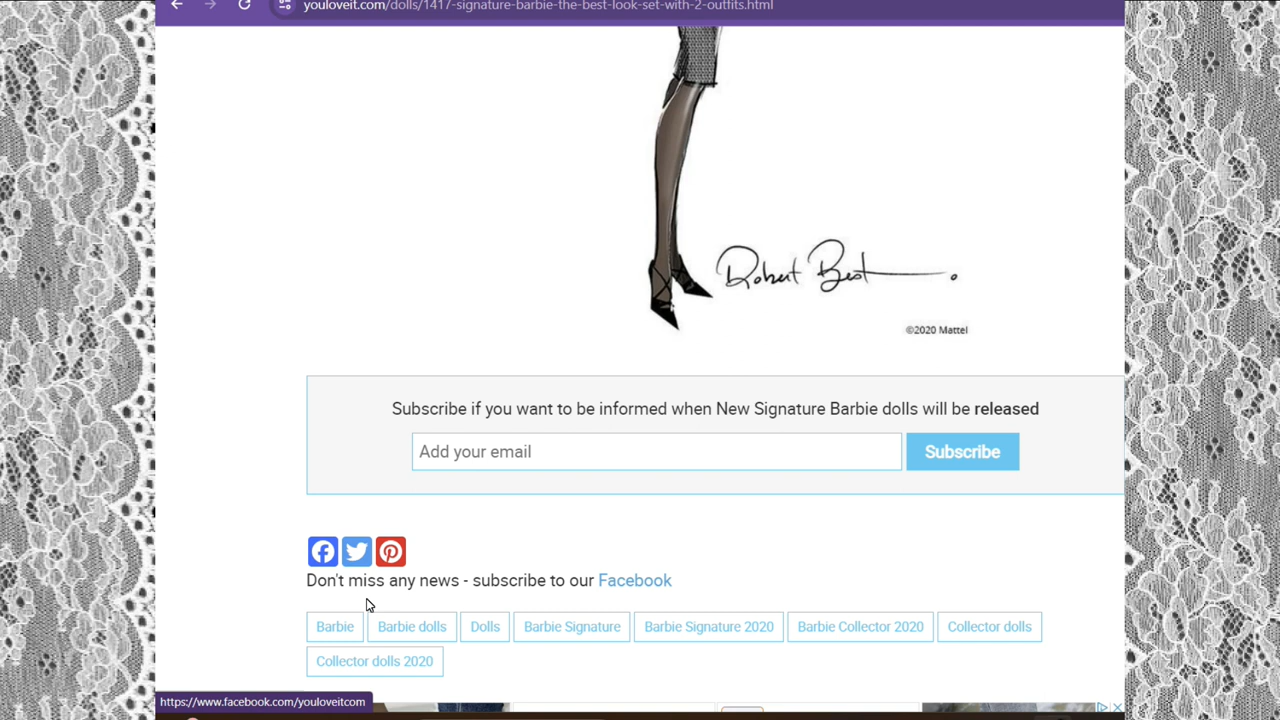 youloveit.com/dolls/1417-signature-barbie-the-best-look-set-with-2-outfits.html
Robert Best
©2020 Mattel
Subscribe if you want to be informed when New Signature Barbie dolls will be released
Add your email
Subscribe
Don't miss any news - subscribe to our Facebook
Barbie
Barbie dolls
Dolls
Barbie Signature
Barbie Signature 2020
Barbie Collector 2020
Collector dolls
Collector dolls 2020
https://www.facebook.com/youloveitcom